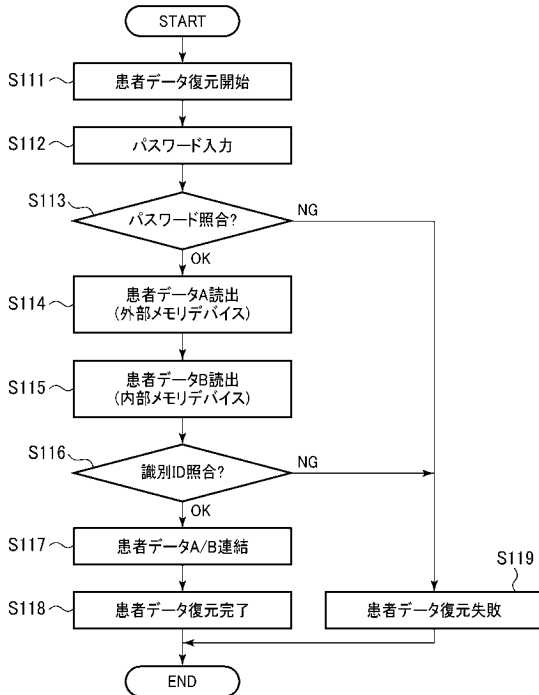 START
S111
患者データ復元開始
S112
パスワード入力
S113
パスワード照合?
NG
OK
S114
患者データA読出
(外部メモリデバイス)
S115
患者データB読出
(内部メモリデバイス)
S116
識別ID照合?
NG
OK
S117
患者データA/B連結
S118
患者データ復元完了
S119
患者データ復元失敗
END